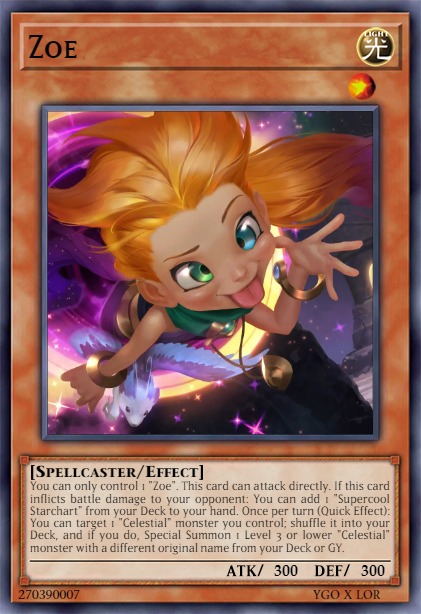 Zoe
LIGHT
光
[Spellcaster/Effect]
You can only control 1 "Zoe". This card can attack directly. If this card
inflicts battle damage to your opponent: You can add 1 "Supercool
Starchart" from your Deck to your hand. Once per turn (Quick Effect):
You can target 1 "Celestial" monster you control; shuffle it into your
Deck, and if you do, Special Summon 1 Level 3 or lower "Celestial"
monster with a different original name from your Deck or GY.
ATK/ 300 DEF/ 300
270390007 YGO X LOR